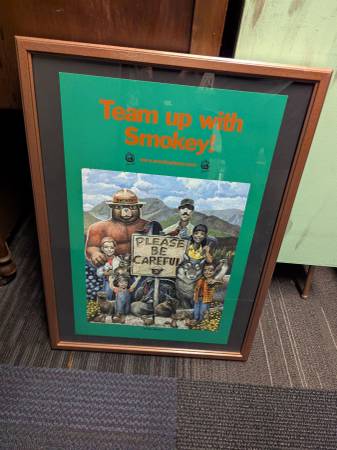 Team up with
Smokey!
PLEASE
BE
CAREFUL